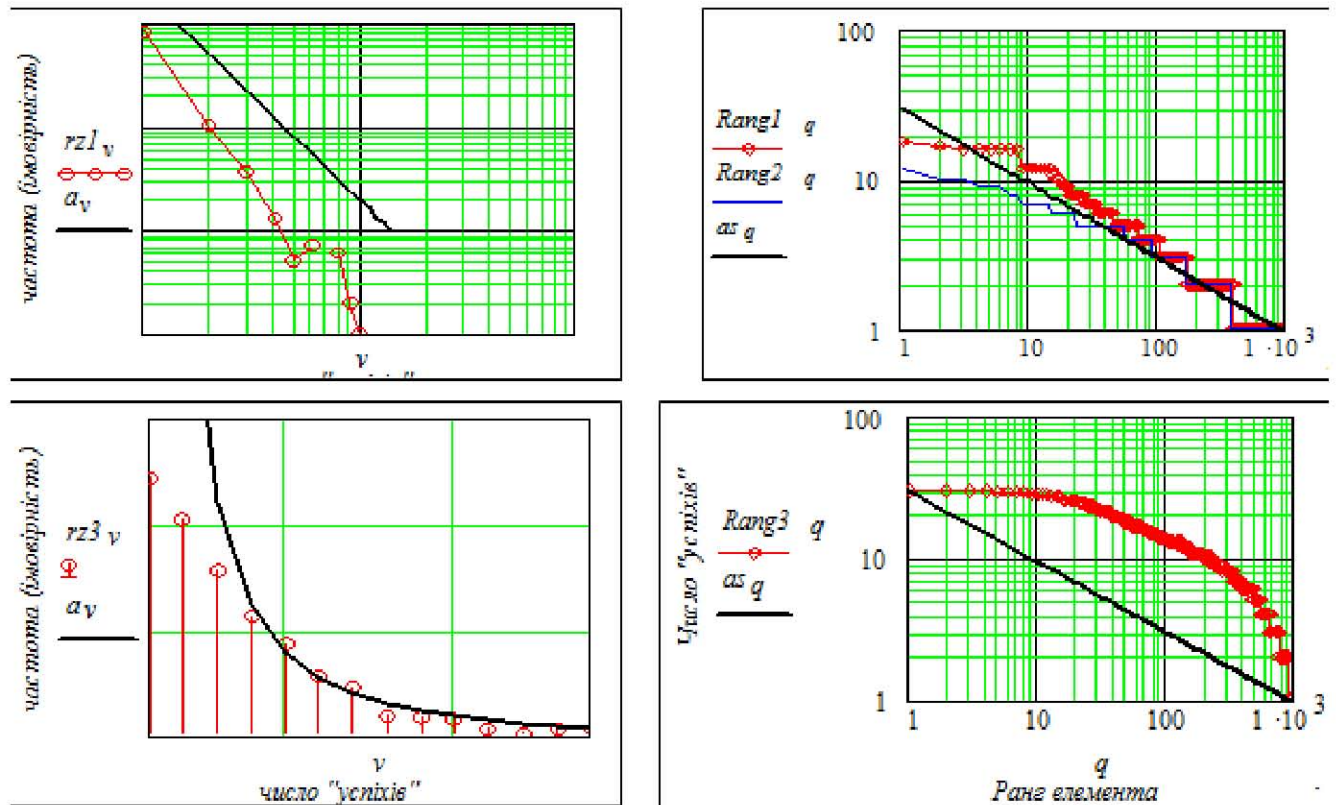 частота (імовірність)
rz1 v
a v
v
100
10
1
Rang1 q
Rang2 q
as q
1
10
100
1 ·10 3
частота (імовірність)
rz3 v
a v
v
число "успіхів"
Число "успіхів"
100
10
1
Rang3 q
as q
1
10
100
1 ·10 3
q
Ранг елемента